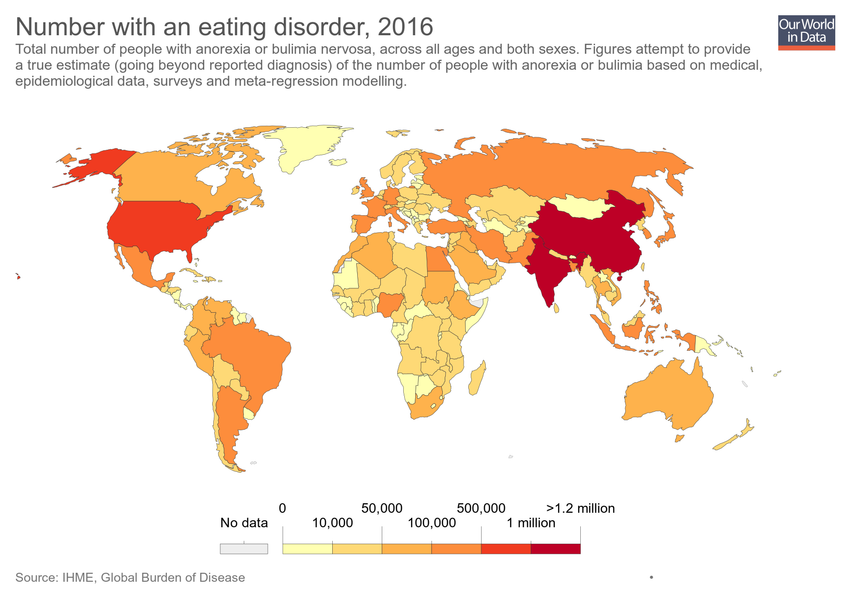 Number with an eating disorder, 2016
Our World
in Data
Total number of people with anorexia or bulimia nervosa, across all ages and both sexes. Figures attempt to provide
a true estimate (going beyond reported diagnosis) of the number of people with anorexia or bulimia based on medical,
epidemiological data, surveys and meta-regression modelling.
0 50,000 500,000 >1.2 million
No data 10,000 100,000 1 million
Source: IHME, Global Burden of Disease